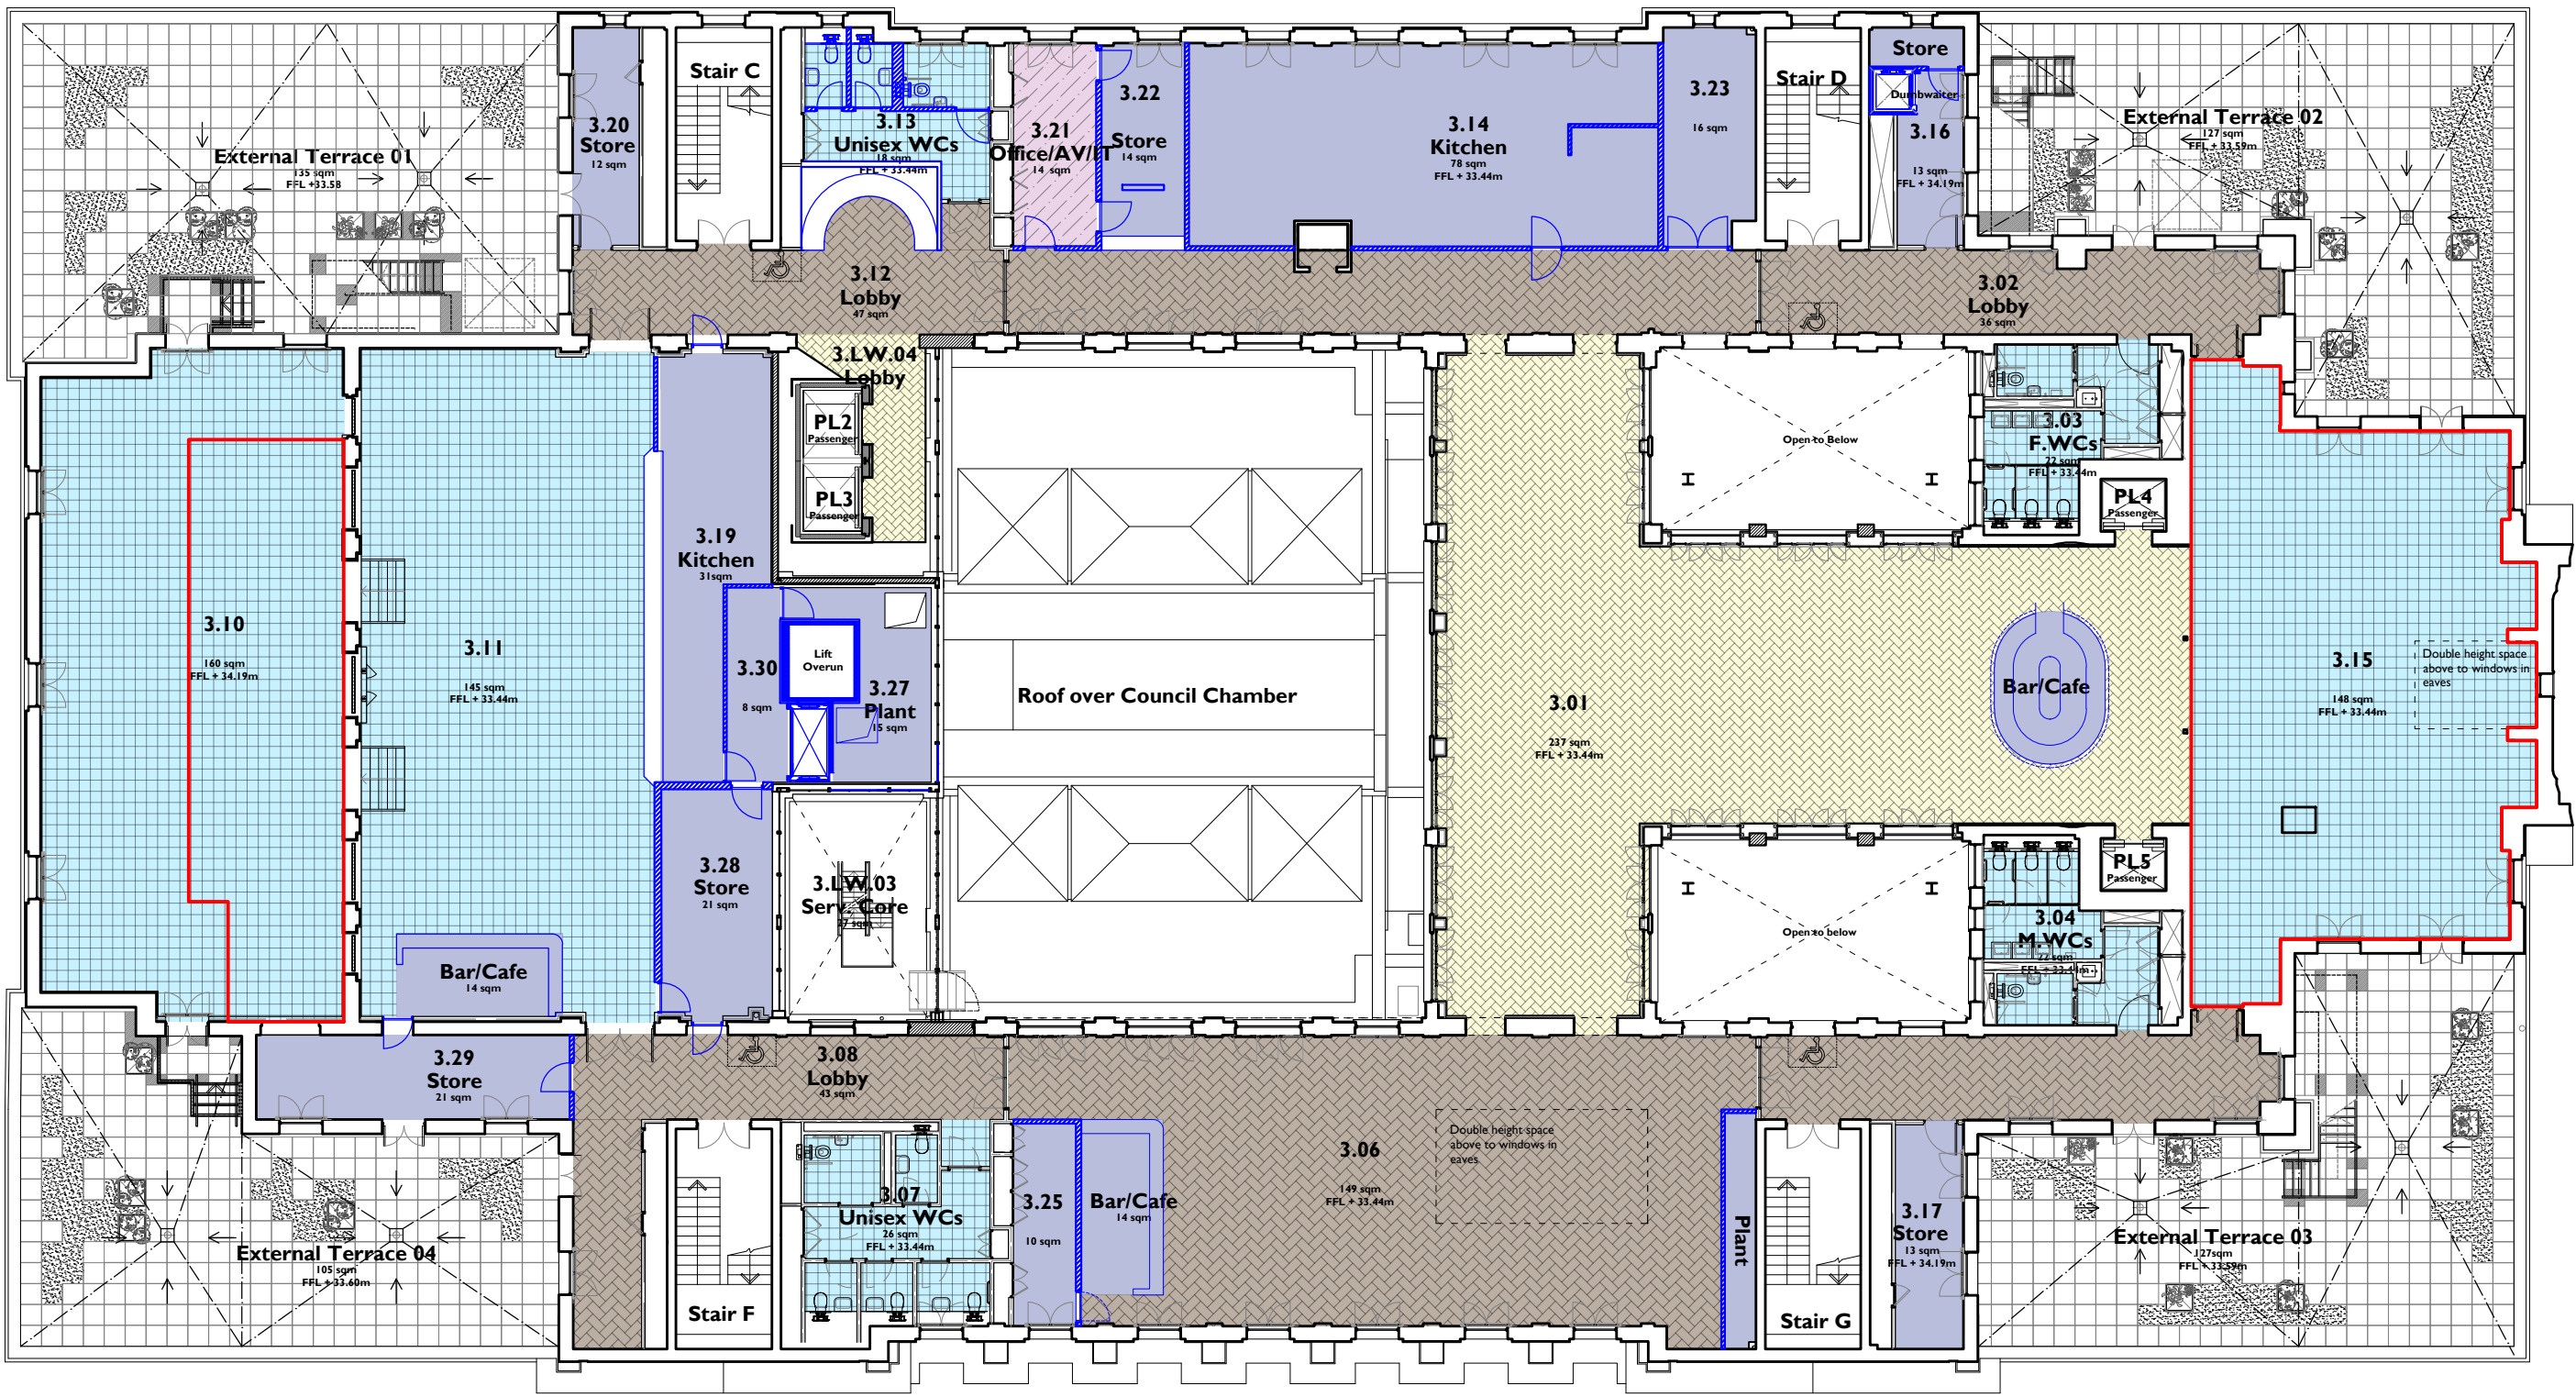 Stair C
Stair D
Store
Dumbwaiter
3.20
Store
12 sqm
3.13
Unisex WCs
18 sqm
FFL + 33.44m
3.21
Office/AV/IT
14 sqm
3.22
Store
14 sqm
3.14
Kitchen
78 sqm
FFL + 33.44m
3.23
16 sqm
3.16
13 sqm
FFL + 34.19m
External Terrace 01
135 sqm
FFL +33.58
External Terrace 02
127 sqm
FFL + 33.59m
3.12
Lobby
47 sqm
3.02
Lobby
36 sqm
3.LW.04
Lobby
PL2
Passenger
PL3
Passenger
Open to Below
3.03
F.WCs
22 sqm
FFL + 33.44m
PL4
Passenger
3.10
160 sqm
FFL + 34.19m
3.11
145 sqm
FFL + 33.44m
3.19
Kitchen
31sqm
3.30
8 sqm
Lift
Overun
3.27
Plant
15 sqm
Roof over Council Chamber
3.01
237 sqm
FFL + 33.44m
Bar/Cafe
3.15
148 sqm
FFL + 33.44m
Double height space
above to windows in
eaves
3.28
Store
21 sqm
3.LW.03
Serv. Core
27 sqm
Open to below
3.04
M.WCs
22 sqm
FFL + 33.44m
PL5
Passenger
Bar/Cafe
14 sqm
3.29
Store
21 sqm
3.08
Lobby
43 sqm
3.07
Unisex WCs
26 sqm
FFL + 33.44m
3.25
10 sqm
Bar/Cafe
14 sqm
3.06
149 sqm
FFL + 33.44m
Double height space
above to windows in
eaves
Plant
3.17
Store
13 sqm
FFL + 34.19m
External Terrace 04
105 sqm
FFL + 33.60m
External Terrace 03
127sqm
FFL + 33.59m
Stair F
Stair G